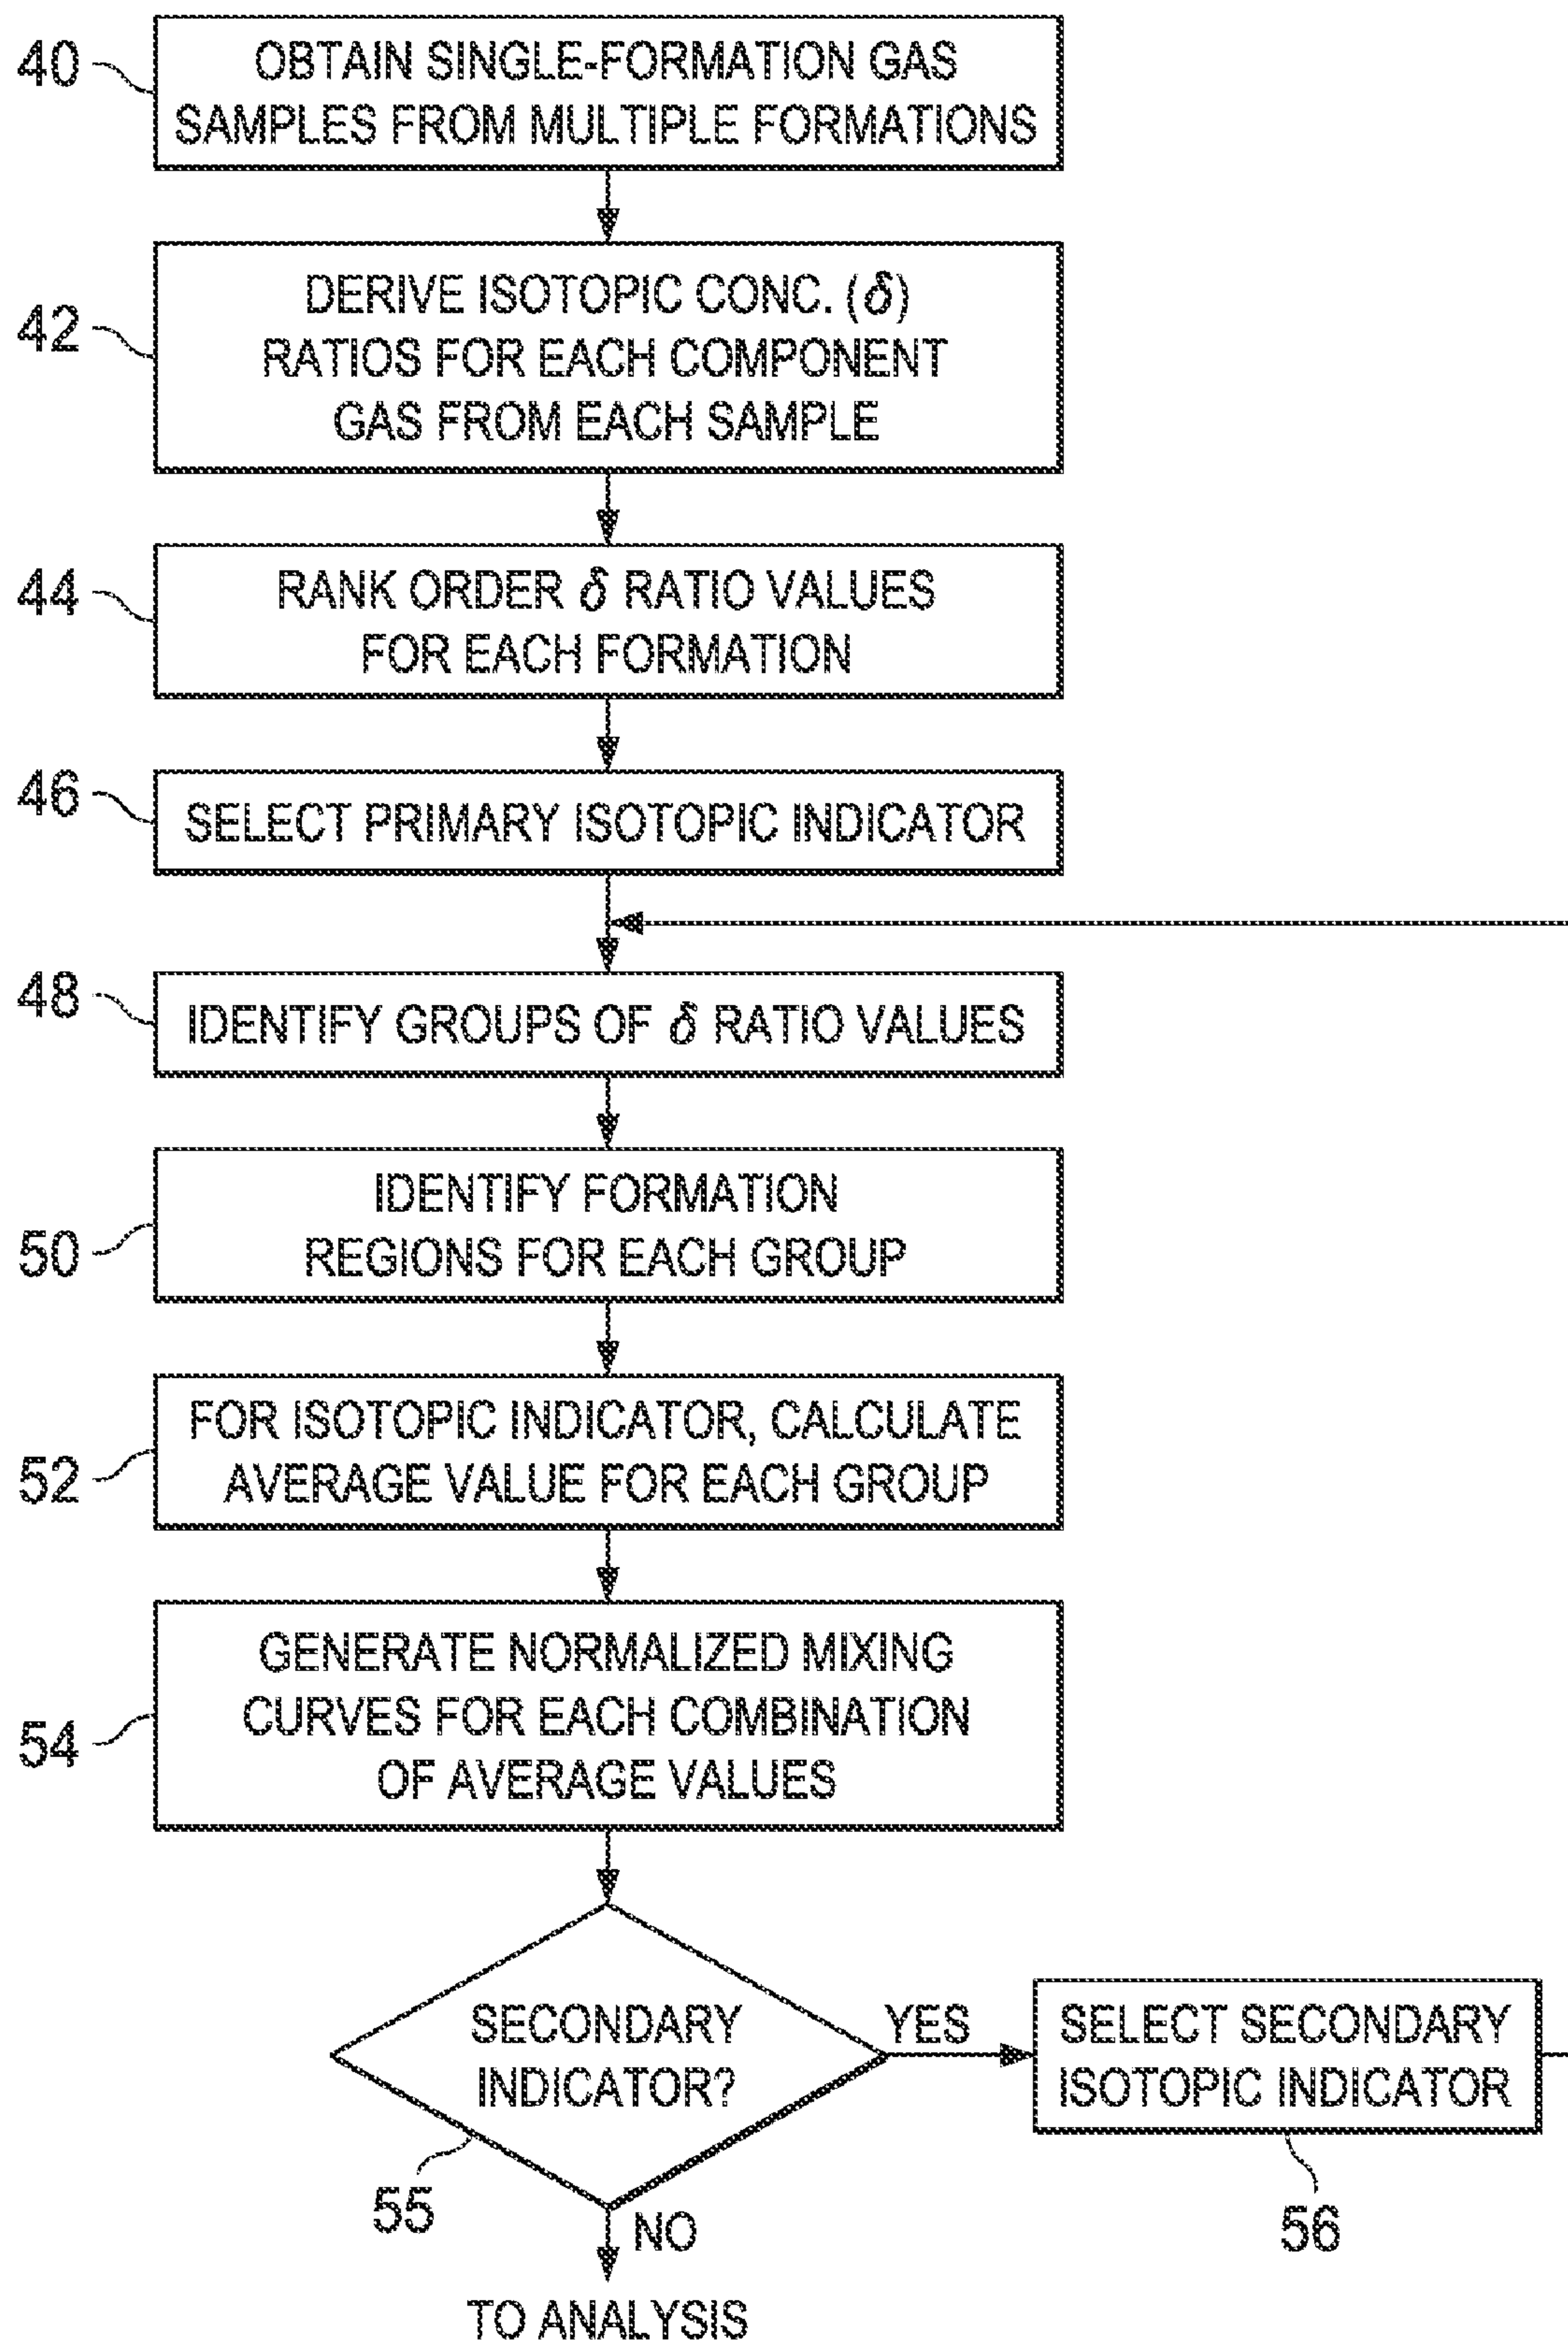 40
OBTAIN SINGLE-FORMATION GAS
SAMPLES FROM MULTIPLE FORMATIONS
42
DERIVE ISOTOPIC CONC. (δ)
RATIOS FOR EACH COMPONENT
GAS FROM EACH SAMPLE
44
RANK ORDER δ RATIO VALUES
FOR EACH FORMATION
46
SELECT PRIMARY ISOTOPIC INDICATOR
48
IDENTIFY GROUPS OF δ RATIO VALUES
50
IDENTIFY FORMATION
REGIONS FOR EACH GROUP
52
FOR ISOTOPIC INDICATOR, CALCULATE
AVERAGE VALUE FOR EACH GROUP
54
GENERATE NORMALIZED MIXING
CURVES FOR EACH COMBINATION
OF AVERAGE VALUES
SECONDARY
INDICATOR?
YES
SELECT SECONDARY
ISOTOPIC INDICATOR
55
56
NO
TO ANALYSIS